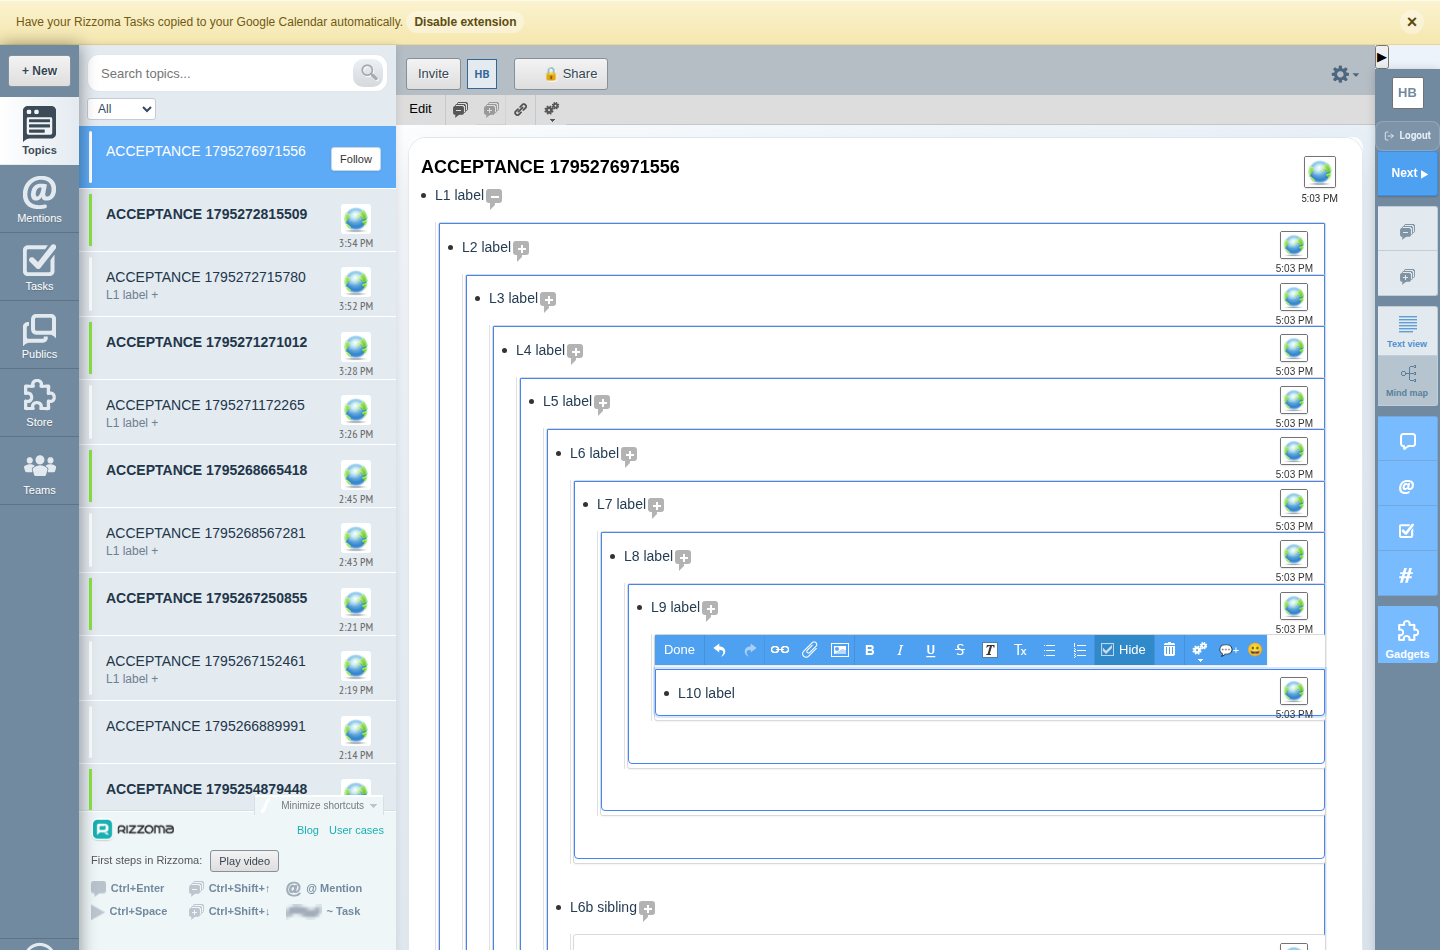 Have your Rizzoma Tasks copied to your Google Calendar automatically. Disable extension ×
+ New
Topics
Mentions
Tasks
Publics
Store
Teams
Search topics...
All
ACCEPTANCE 1795276971556
Follow
ACCEPTANCE 1795272815509
3:54 PM
ACCEPTANCE 1795272715780
L1 label +
3:52 PM
ACCEPTANCE 1795271271012
3:28 PM
ACCEPTANCE 1795271172265
L1 label +
3:26 PM
ACCEPTANCE 1795268665418
2:45 PM
ACCEPTANCE 1795268567281
L1 label +
2:43 PM
ACCEPTANCE 1795267250855
2:21 PM
ACCEPTANCE 1795267152461
L1 label +
2:19 PM
ACCEPTANCE 1795266889991
2:14 PM
ACCEPTANCE 1795254879448
Minimize shortcuts
RIZZOMA
Blog User cases
First steps in Rizzoma: Play video
Ctrl+Enter Ctrl+Shift+↑ @ @ Mention
Ctrl+Space Ctrl+Shift+↓ ~ Task
Invite HB 🔒 Share
Edit
ACCEPTANCE 1795276971556
5:03 PM
L1 label
L2 label
5:03 PM
L3 label
5:03 PM
L4 label
5:03 PM
L5 label
5:03 PM
L6 label
5:03 PM
L7 label
5:03 PM
L8 label
5:03 PM
L9 label
5:03 PM
Done B I U S T Tx Hide
L10 label
5:03 PM
L6b sibling
▶
HB
Logout
Next ▶
Text view
Mind map
@
#
Gadgets